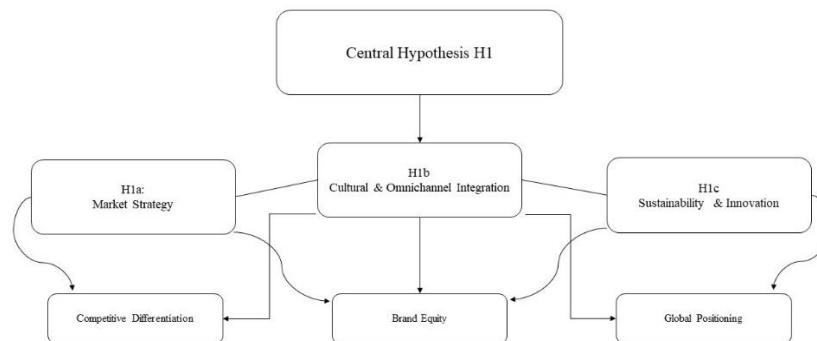 Central Hypothesis H1
H1b
Cultural & Omnichannel Integration
H1a:
Market Strategy
H1c
Sustainability & Innovation
Competitive Differentiation
Brand Equity
Global Positioning